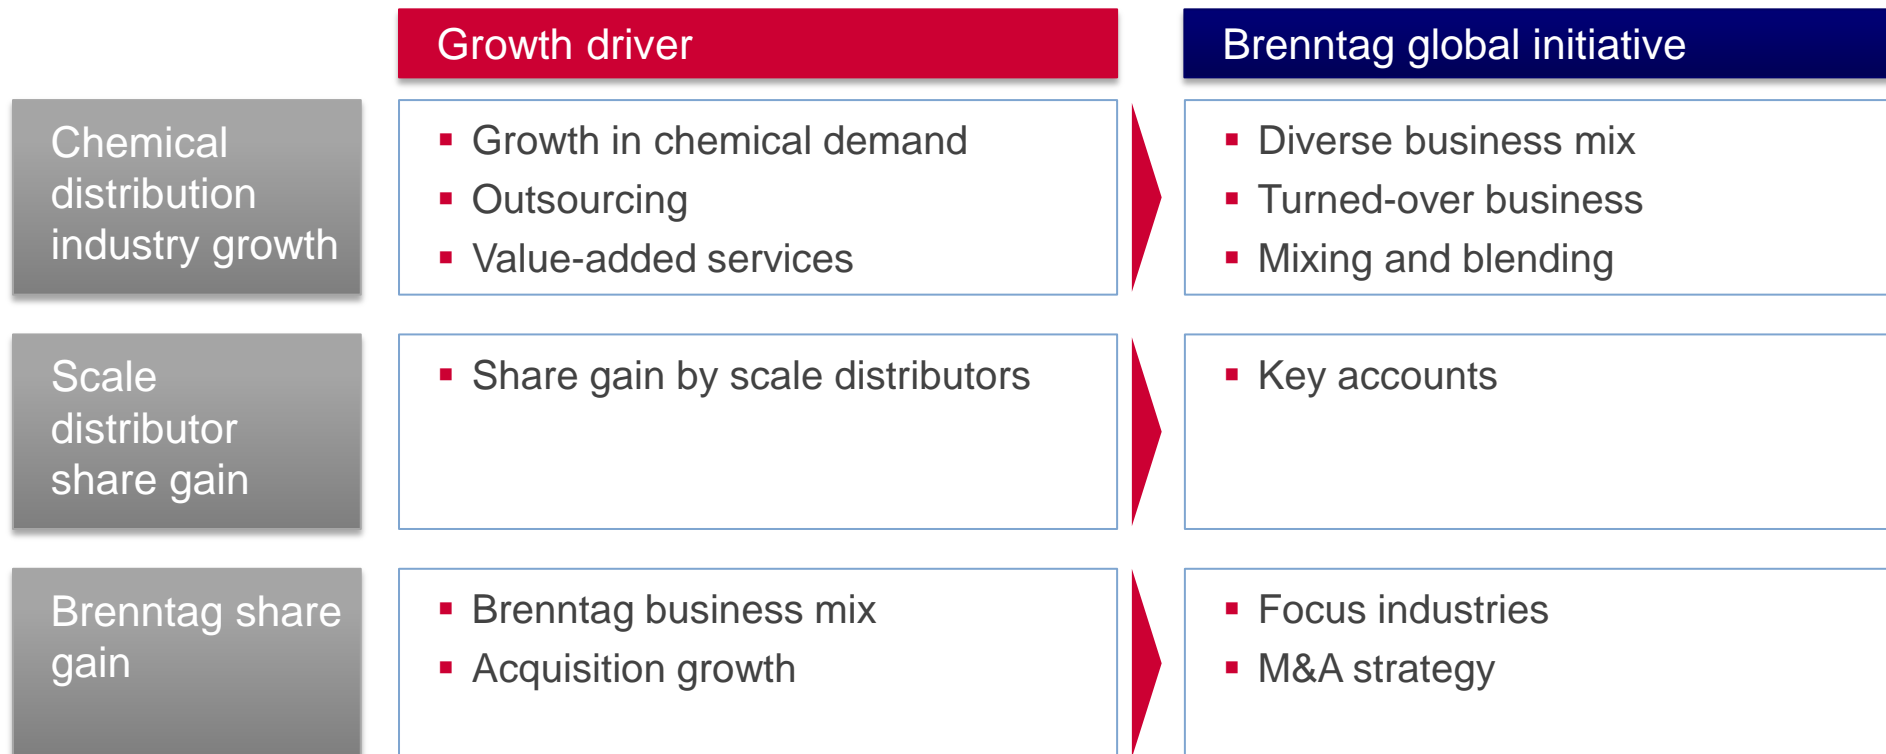 Growth driver
Brenntag global initiative
Chemical
distribution
industry growth
▪ Growth in chemical demand
▪ Outsourcing
▪ Value-added services
▪ Diverse business mix
▪ Turned-over business
▪ Mixing and blending
Scale
distributor
share gain
▪ Share gain by scale distributors
▪ Key accounts
Brenntag share
gain
▪ Brenntag business mix
▪ Acquisition growth
▪ Focus industries
▪ M&A strategy